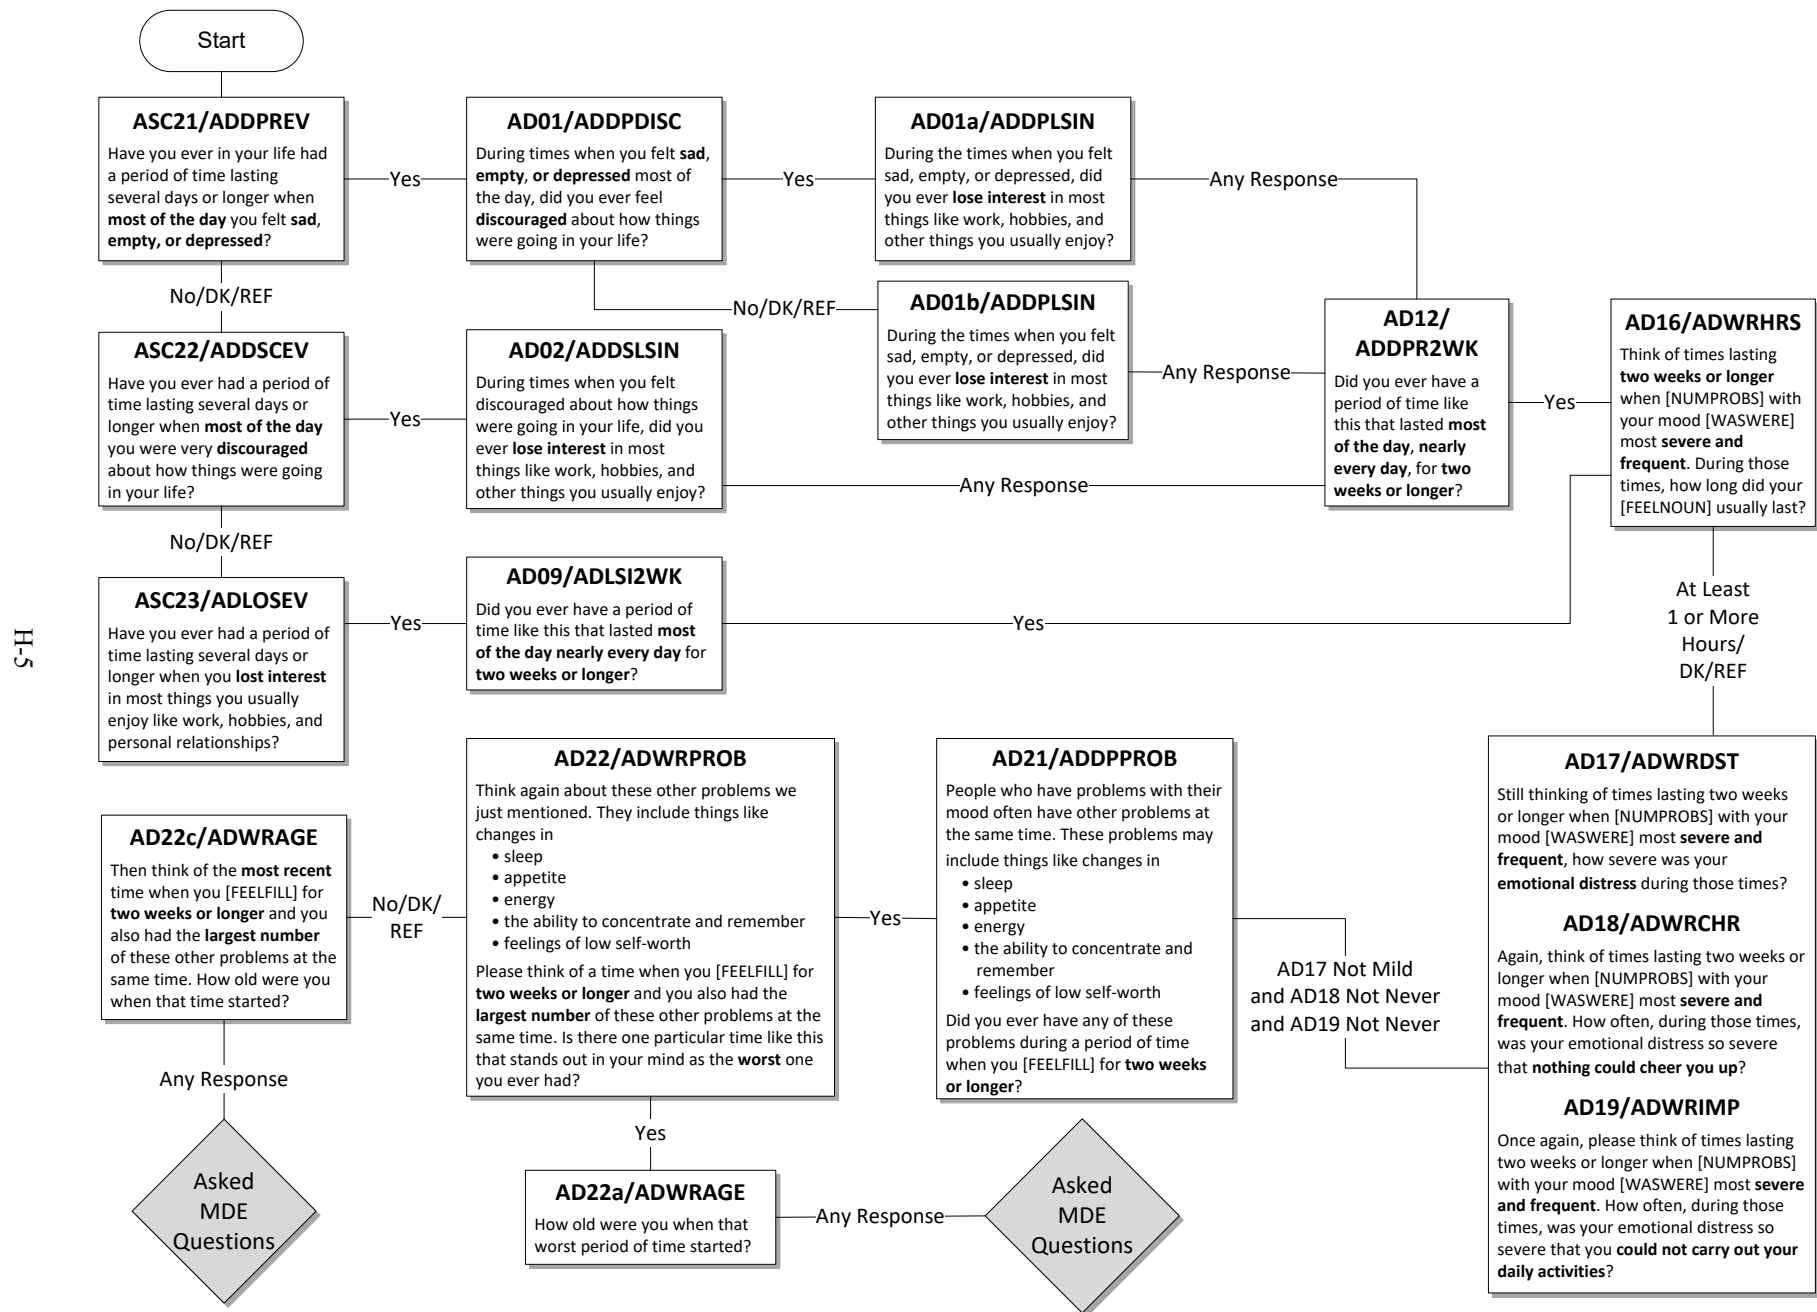 Start
ASC21/ADDPREV
Have you ever in your life had
a period of time lasting
several days or longer when
most of the day you felt sad,
empty, or depressed?
Yes
AD01/ADDPDISC
During times when you felt sad,
empty, or depressed most of
the day, did you ever feel
discouraged about how things
were going in your life?
Yes
AD01a/ADDPLSIN
During the times when you felt
sad, empty, or depressed, did
you ever lose interest in most
things like work, hobbies, and
other things you usually enjoy?
Any Response
No/DK/REF
No/DK/REF
AD01b/ADDPLSIN
During the times when you felt
sad, empty, or depressed, did
you ever lose interest in most
things like work, hobbies, and
other things you usually enjoy?
Any Response
ASC22/ADDSCEV
Have you ever had a period of
time lasting several days or
longer when most of the day
you were very discouraged
about how things were going
in your life?
Yes
AD02/ADDSLSIN
During times when you felt
discouraged about how things
were going in your life, did you
ever lose interest in most
things like work, hobbies, and
other things you usually enjoy?
Any Response
AD12/
ADDPR2WK
Did you ever have a
period of time like
this that lasted most
of the day, nearly
every day, for two
weeks or longer?
Yes
AD16/ADWRHRS
Think of times lasting
two weeks or longer
when [NUMPROBS] with
your mood [WASWERE]
most severe and
frequent. During those
times, how long did your
[FEELNOUN] usually last?
No/DK/REF
ASC23/ADLOSEV
Have you ever had a period of
time lasting several days or
longer when you lost interest
in most things you usually
enjoy like work, hobbies, and
personal relationships?
Yes
AD09/ADLSI2WK
Did you ever have a period of
time like this that lasted most
of the day nearly every day for
two weeks or longer?
Yes
At Least
1 or More
Hours/
DK/REF
H-5
AD22c/ADWRAGE
Then think of the most recent
time when you [FEELFILL] for
two weeks or longer and you
also had the largest number
of these other problems at the
same time. How old were you
when that time started?
No/DK/
REF
AD22/ADWRPROB
Think again about these other problems we
just mentioned. They include things like
changes in
• sleep
• appetite
• energy
• the ability to concentrate and remember
• feelings of low self-worth
Please think of a time when you [FEELFILL] for
two weeks or longer and you also had the
largest number of these other problems at the
same time. Is there one particular time like this
that stands out in your mind as the worst one
you ever had?
Yes
AD21/ADDPPROB
People who have problems with their
mood often have other problems at
the same time. These problems may
include things like changes in
• sleep
• appetite
• energy
• the ability to concentrate and
remember
• feelings of low self-worth
Did you ever have any of these
problems during a period of time
when you [FEELFILL] for two weeks
or longer?
AD17 Not Mild
and AD18 Not Never
and AD19 Not Never
AD17/ADWRDST
Still thinking of times lasting two weeks
or longer when [NUMPROBS] with your
mood [WASWERE] most severe and
frequent, how severe was your
emotional distress during those times?
AD18/ADWRCHR
Again, think of times lasting two weeks or
longer when [NUMPROBS] with your
mood [WASWERE] most severe and
frequent. How often, during those times,
was your emotional distress so severe
that nothing could cheer you up?
AD19/ADWRIMP
Once again, please think of times lasting
two weeks or longer when [NUMPROBS]
with your mood [WASWERE] most severe
and frequent. How often, during those
times, was your emotional distress so
severe that you could not carry out your
daily activities?
Any Response
Asked
MDE
Questions
Yes
AD22a/ADWRAGE
How old were you when that
worst period of time started?
Any Response
Asked
MDE
Questions